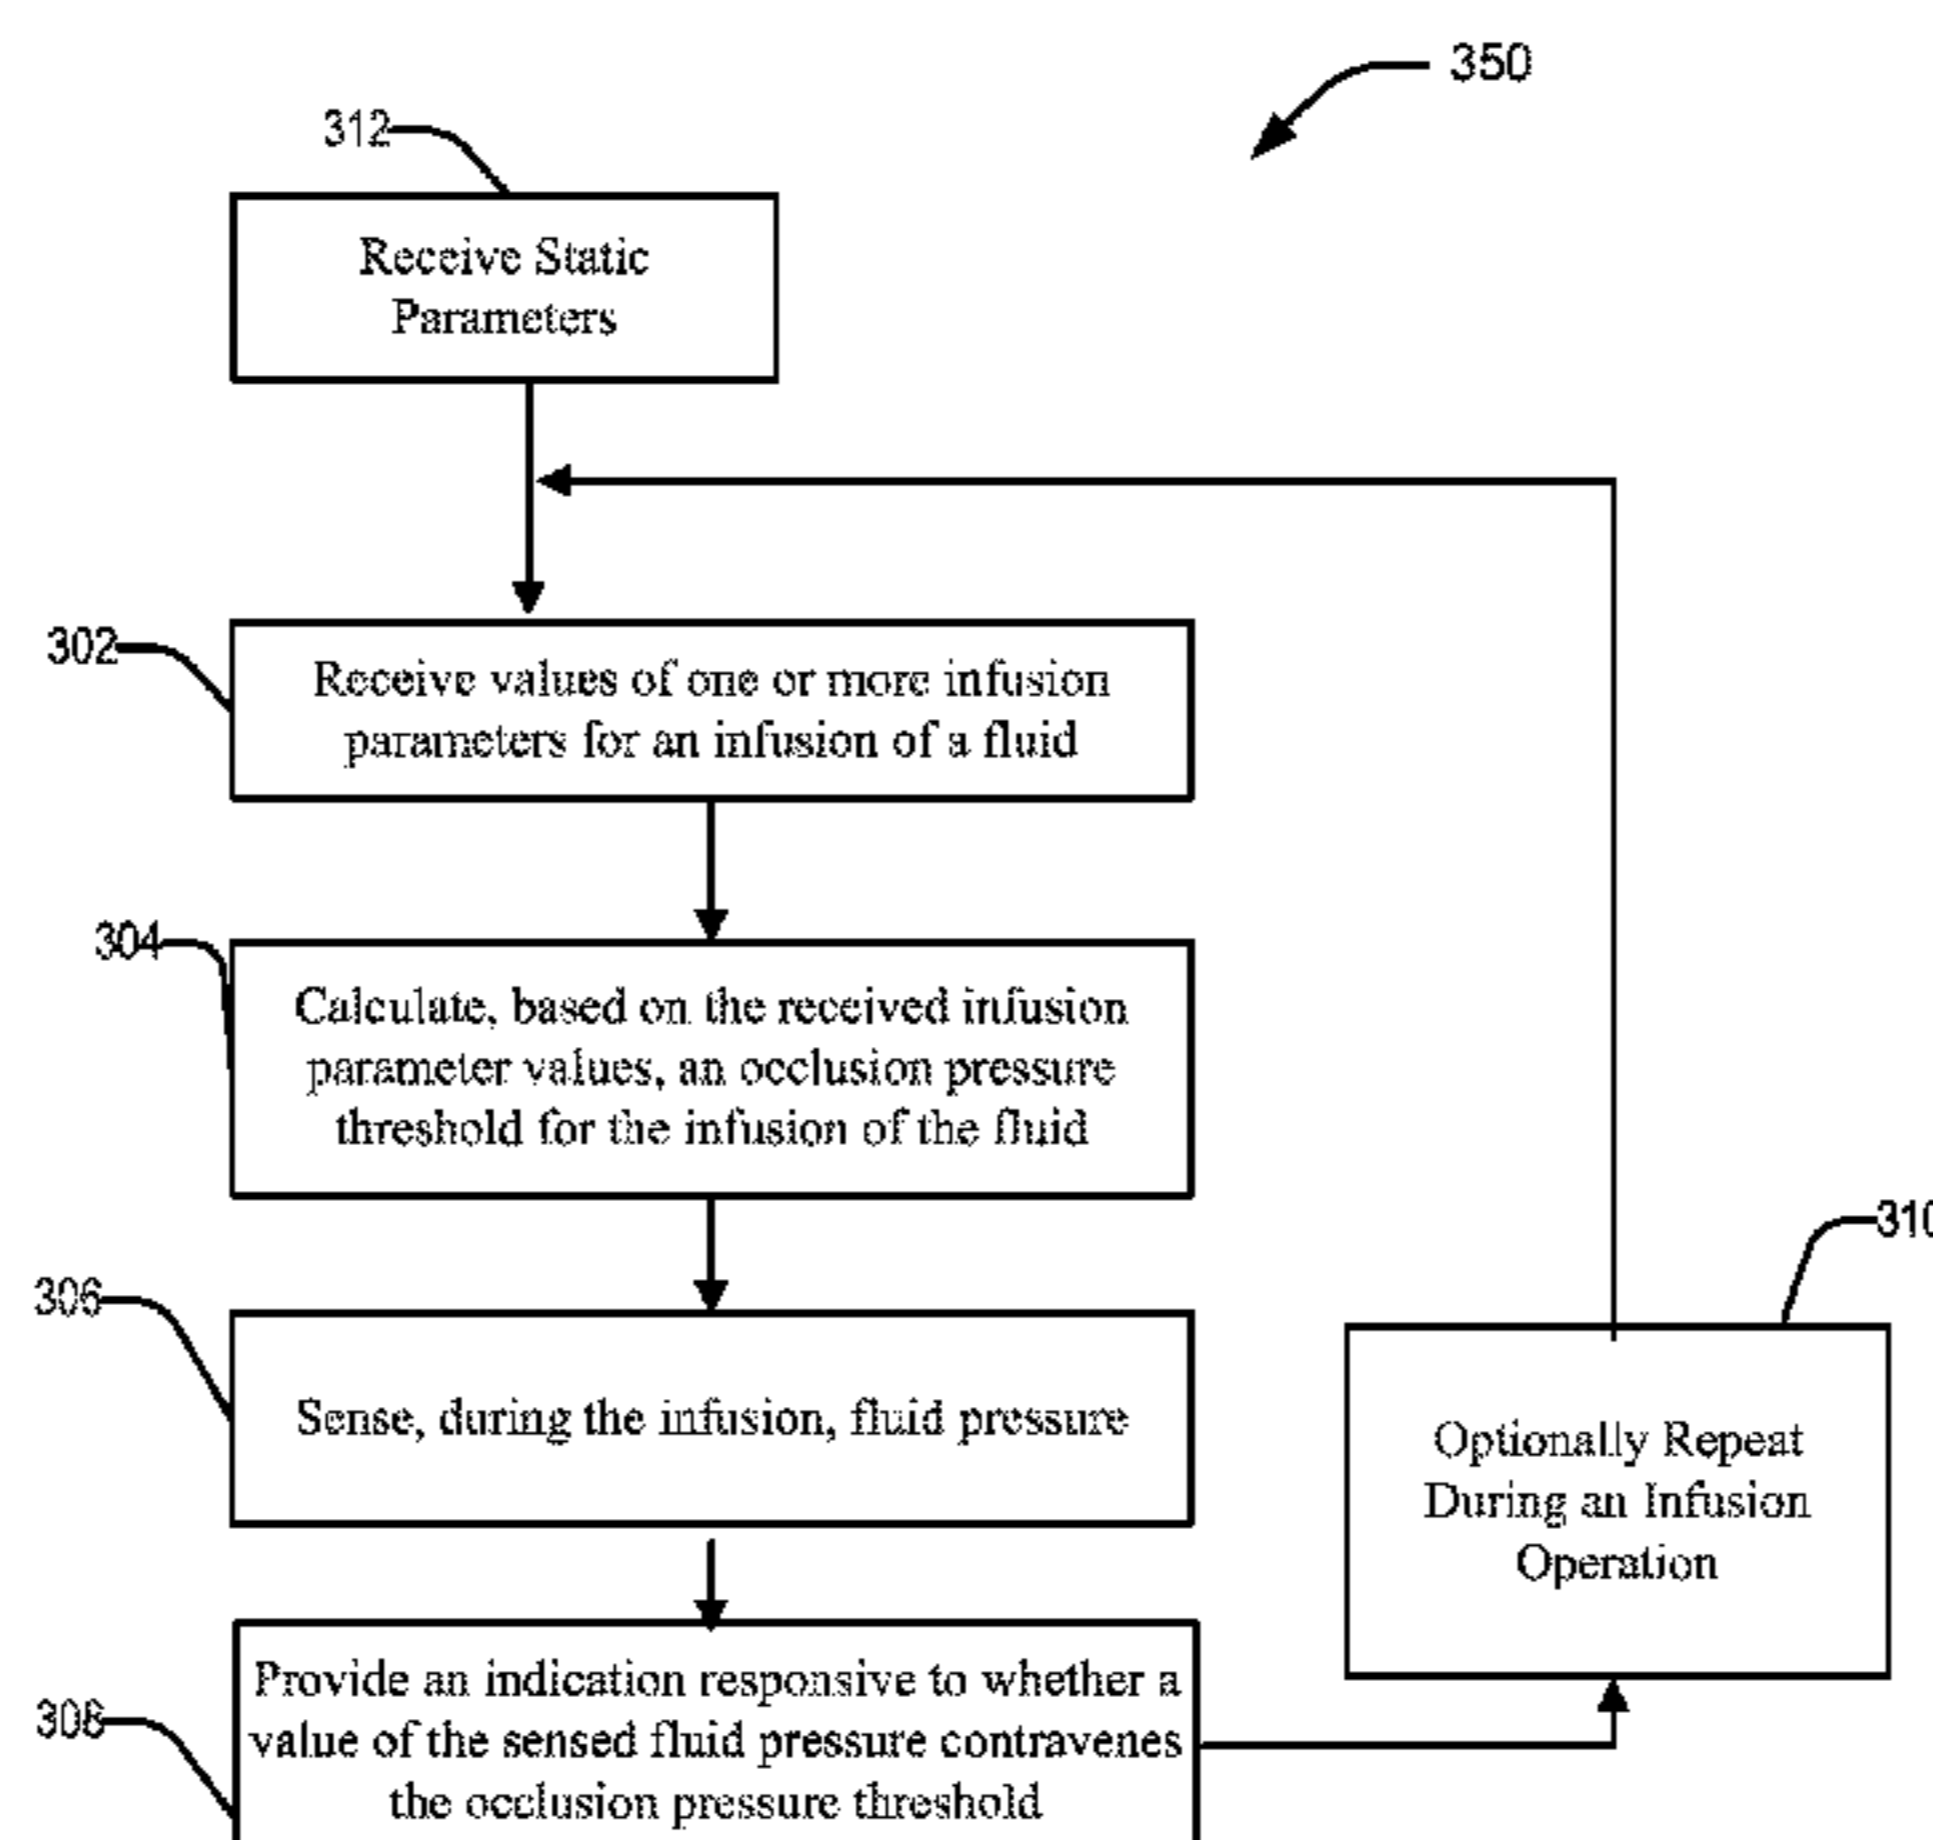 350
312
Receive Static
Parameters
302
Receive values of one or more infusion
parameters for an infusion of a fluid
304
Calculate, based on the received infusion
parameter values, an occlusion pressure
threshold for the infusion of the fluid
310
306
Sense, during the infusion, fluid pressure
Optionally Repeat
During an Infusion
Operation
308
Provide an indication responsive to whether a
value of the sensed fluid pressure contravenes
the occlusion pressure threshold